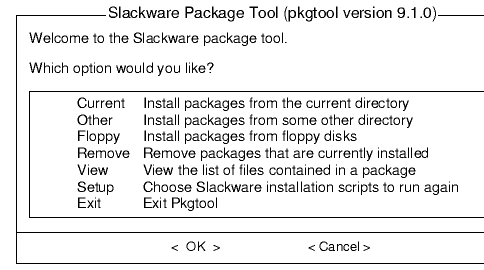 Slackware Package Tool (pkgtool version 9.1.0)
Welcome to the Slackware package tool.
Which option would you like?
Current Install packages from the current directory
Other Install packages from some other directory
Floppy Install packages from floppy disks
Remove Remove packages that are currently installed
View View the list of files contained in a package
Setup Choose Slackware installation scripts to run again
Exit Exit Pkgtool
< OK > < Cancel >